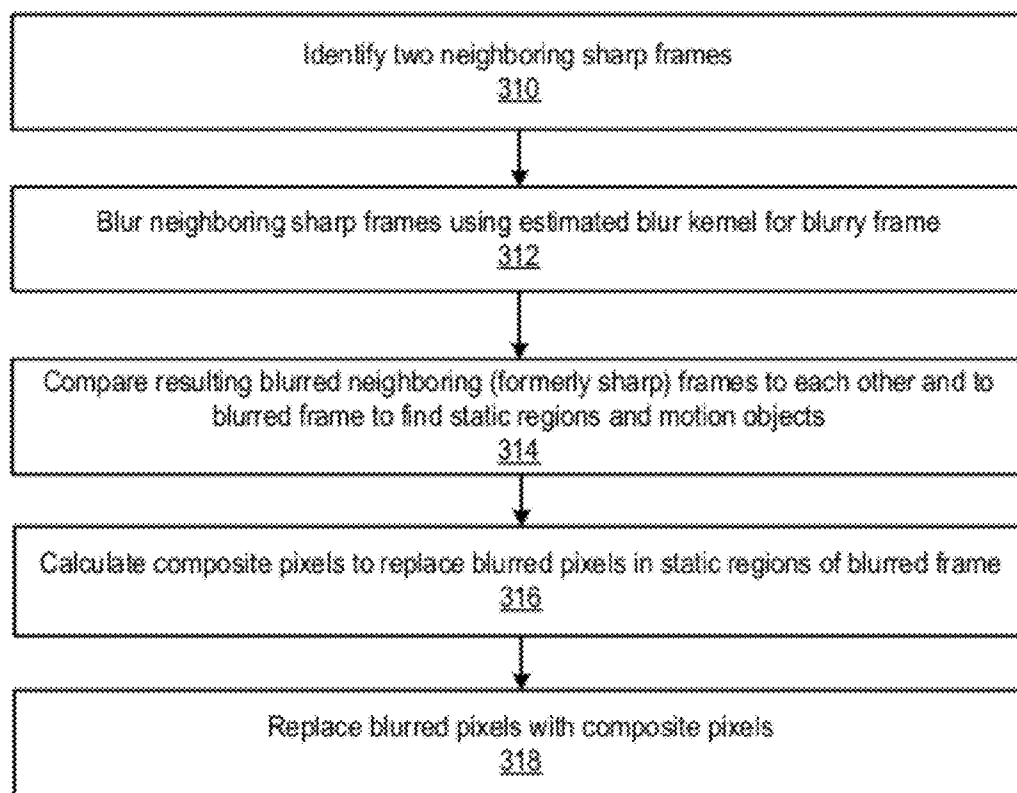 Identify two neighboring sharp frames
310
Blur neighboring sharp frames using estimated blur kernel for blurry frame
312
Compare resulting blurred neighboring (formerly sharp) frames to each other and to
blurred frame to find static regions and motion objects
314
Calculate composite pixels to replace blurred pixels in static regions of blurred frame
316
Replace blurred pixels with composite pixels
318